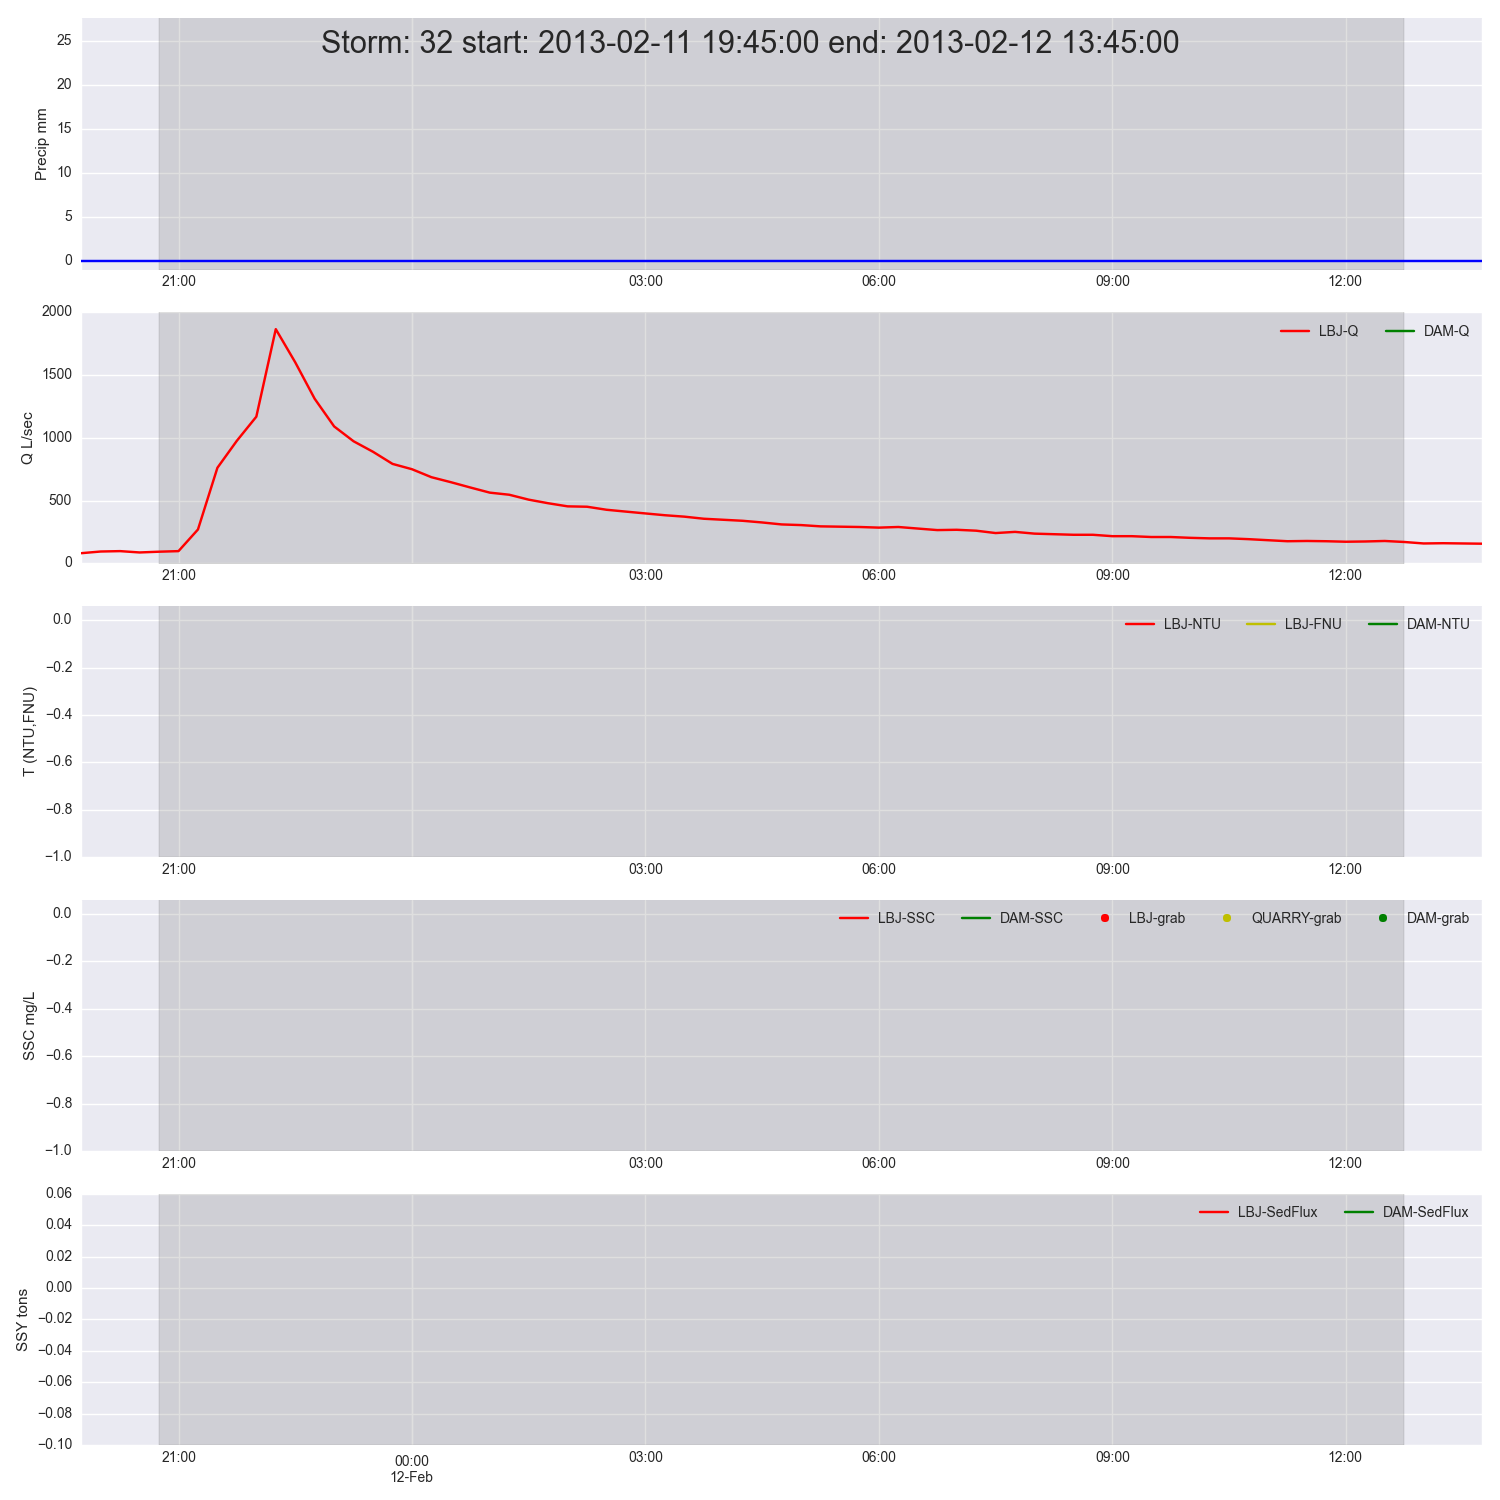 Storm: 32 start: 2013-02-11 19:45:00 end: 2013-02-12 13:45:00
25
20
15
10
5
0
Precip mm
21:00 03:00 06:00 09:00 12:00
2000
1500
1000
500
0
Q L/sec
LBJ-Q DAM-Q
21:00 03:00 06:00 09:00 12:00
0.0
−0.2
−0.4
−0.6
−0.8
−1.0
T (NTU,FNU)
LBJ-NTU LBJ-FNU DAM-NTU
21:00 03:00 06:00 09:00 12:00
0.0
−0.2
−0.4
−0.6
−0.8
−1.0
SSC mg/L
LBJ-SSC DAM-SSC LBJ-grab QUARRY-grab DAM-grab
21:00 03:00 06:00 09:00 12:00
0.06
0.04
0.02
0.00
−0.02
−0.04
−0.06
−0.08
−0.10
SSY tons
LBJ-SedFlux DAM-SedFlux
21:00 00:00 03:00 06:00 09:00 12:00
12-Feb